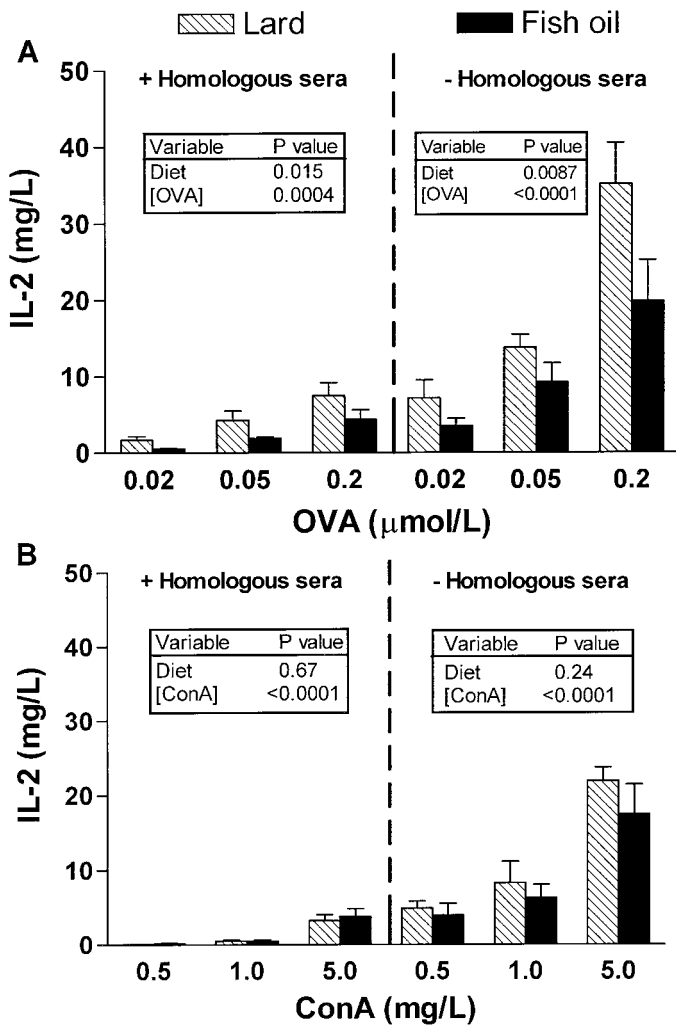 Lard Fish oil
A
+ Homologous sera - Homologous sera
Variable P value
Diet 0.015
[OVA] 0.0004
Variable P value
Diet 0.0087
[OVA] <0.0001
IL-2 (mg/L)
50
40
30
20
10
0
0.02 0.05 0.2 0.02 0.05 0.2
OVA (μmol/L)
B
+ Homologous sera - Homologous sera
Variable P value
Diet 0.67
[ConA] <0.0001
Variable P value
Diet 0.24
[ConA] <0.0001
IL-2 (mg/L)
50
40
30
20
10
0
0.5 1.0 5.0 0.5 1.0 5.0
ConA (mg/L)